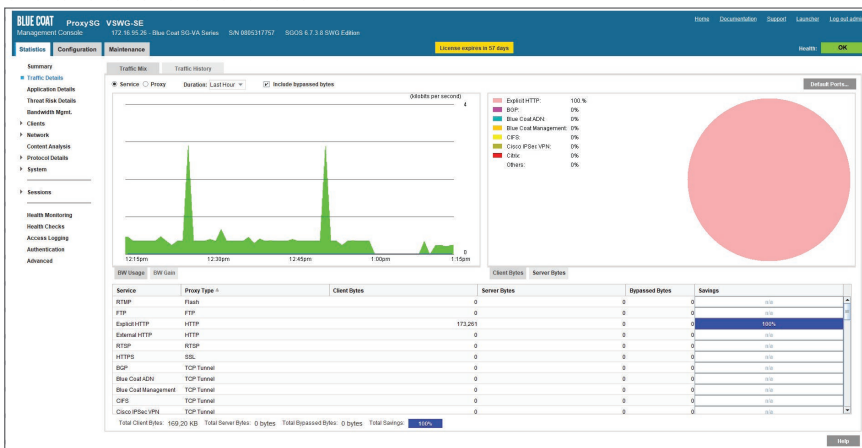 BLUE COAT ProxySG VSWG-SE
Home Documentation Support Launcher Log out admin
Management Console 172.16.95.26 - Blue Coat SG-VA Series S/N 0805317757 SGOS 6.7.3.8 SWG Edition
Statistics Configuration Maintenance
License expires in 57 days
Health: OK
Summary
Traffic Details
Application Details
Threat Risk Details
Bandwidth Mgmt.
Clients
Network
Content Analysis
Protocol Details
System
Sessions
Health Monitoring
Health Checks
Access Logging
Authentication
Advanced
Traffic Mix Traffic History
Service Proxy Duration: Last Hour Include bypassed bytes
Default Ports...
(kilobits per second)
4
0
12:15pm 12:30pm 12:45pm 1:00pm 1:15pm
Explicit HTTP: 100.%
BGP: 0%
Blue Coat ADN: 0%
Blue Coat Management: 0%
CIFS: 0%
Cisco IPSec VPN: 0%
Citrix: 0%
Others: 0%
BW Usage BW Gain
Client Bytes Server Bytes
Service Proxy Type Client Bytes Server Bytes Bypassed Bytes Savings
RTMP Flash 0 0 0 n/a
FTP FTP 0 0 0 n/a
Explicit HTTP HTTP 173,261 0 0 100%
External HTTP HTTP 0 0 0 n/a
RTSP RTSP 0 0 0 n/a
HTTPS SSL 0 0 0 n/a
BGP TCP Tunnel 0 0 0 n/a
Blue Coat ADN TCP Tunnel 0 0 0 n/a
Blue Coat Management TCP Tunnel 0 0 0 n/a
CIFS TCP Tunnel 0 0 0 n/a
Cisco IPSec VPN TCP Tunnel 0 0 0 n/a
Total Client Bytes: 169.20 KB Total Server Bytes: 0 bytes Total Bypassed Bytes: 0 bytes Total Savings: 100%
Help